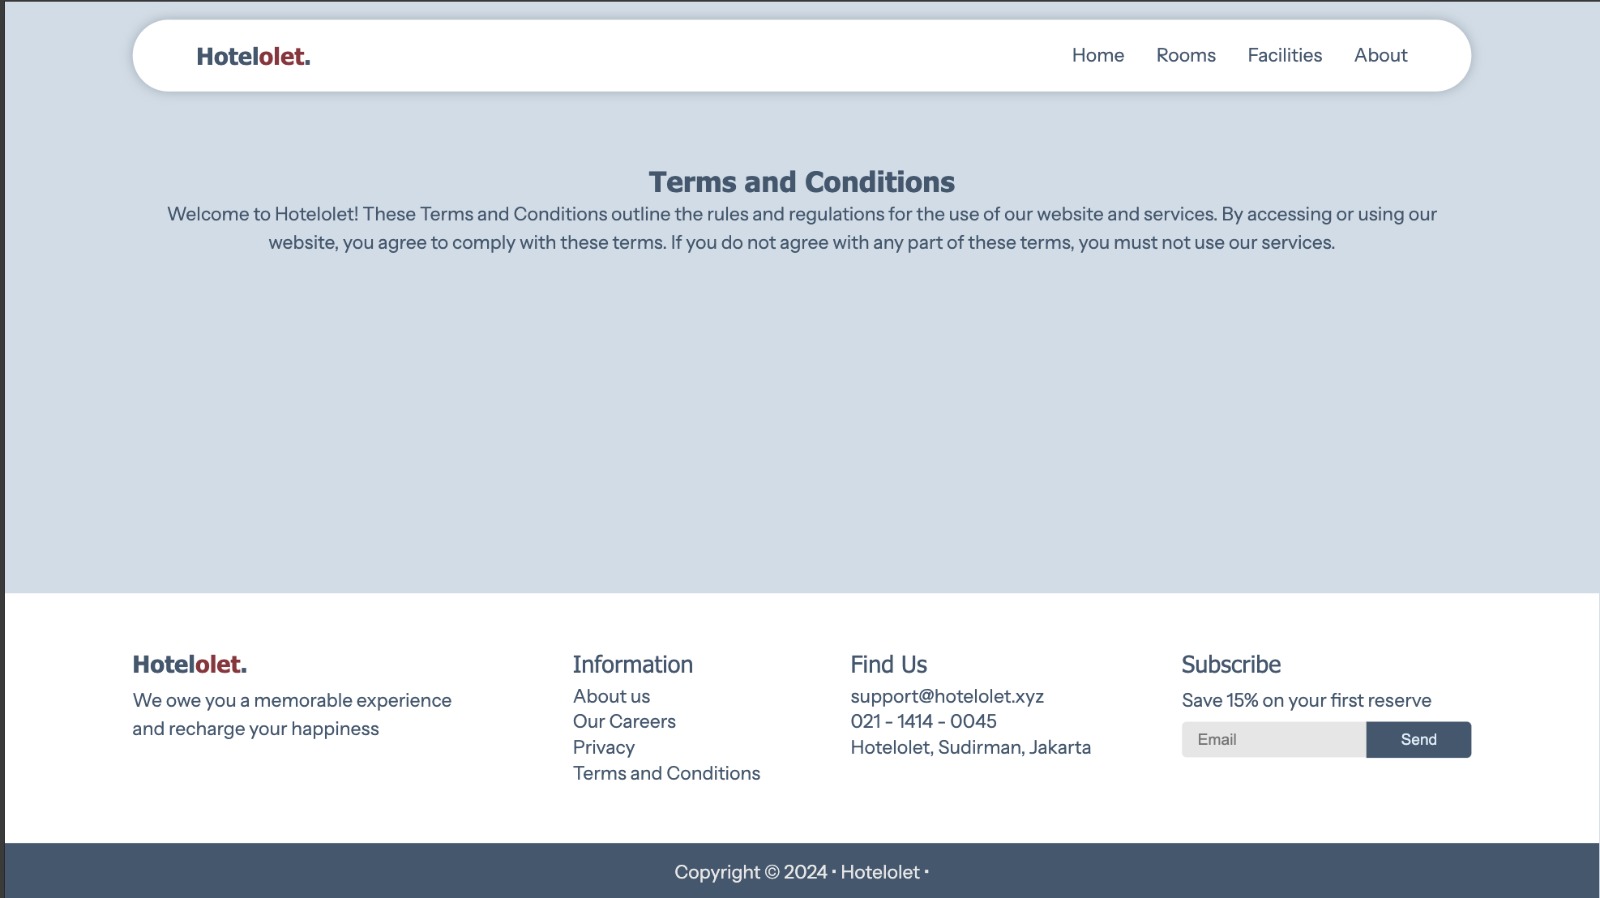 Hotelolet.
Home Rooms Facilities About
Terms and Conditions
Welcome to Hotelolet! These Terms and Conditions outline the rules and regulations for the use of our website and services. By accessing or using our
website, you agree to comply with these terms. If you do not agree with any part of these terms, you must not use our services.
Hotelolet.
We owe you a memorable experience
and recharge your happiness
Information
About us
Our Careers
Privacy
Terms and Conditions
Find Us
support@hotelolet.xyz
021 - 1414 - 0045
Hotelolet, Sudirman, Jakarta
Subscribe
Save 15% on your first reserve
Email
Send
Copyright © 2024 • Hotelolet •